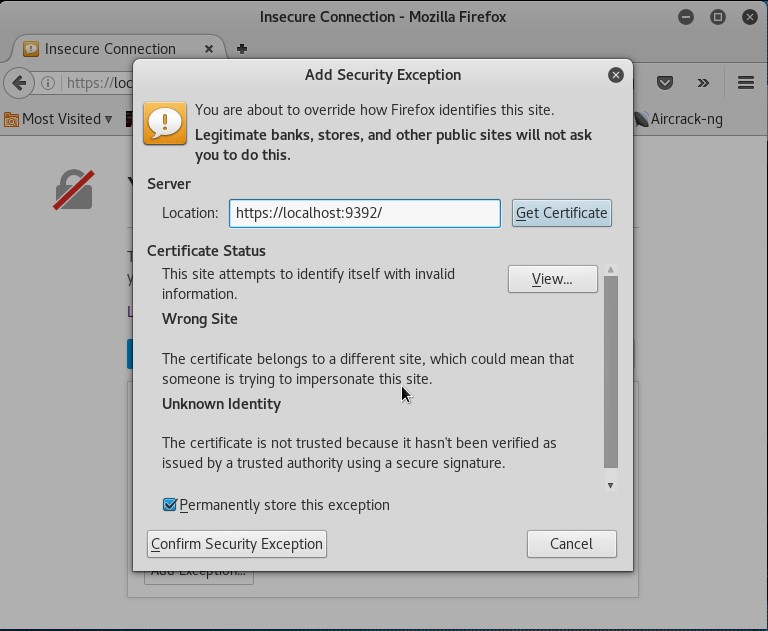 Insecure Connection - Mozilla Firefox
Insecure Connection
https://loc
Most Visited
Aircrack-ng
Add Security Exception
You are about to override how Firefox identifies this site.
Legitimate banks, stores, and other public sites will not ask
you to do this.
Server
Location: https://localhost:9392/ Get Certificate
Certificate Status
This site attempts to identify itself with invalid
information.
View...
Wrong Site
The certificate belongs to a different site, which could mean that
someone is trying to impersonate this site.
Unknown Identity
The certificate is not trusted because it hasn't been verified as
issued by a trusted authority using a secure signature.
Permanently store this exception
Confirm Security Exception Cancel
Add Exception...